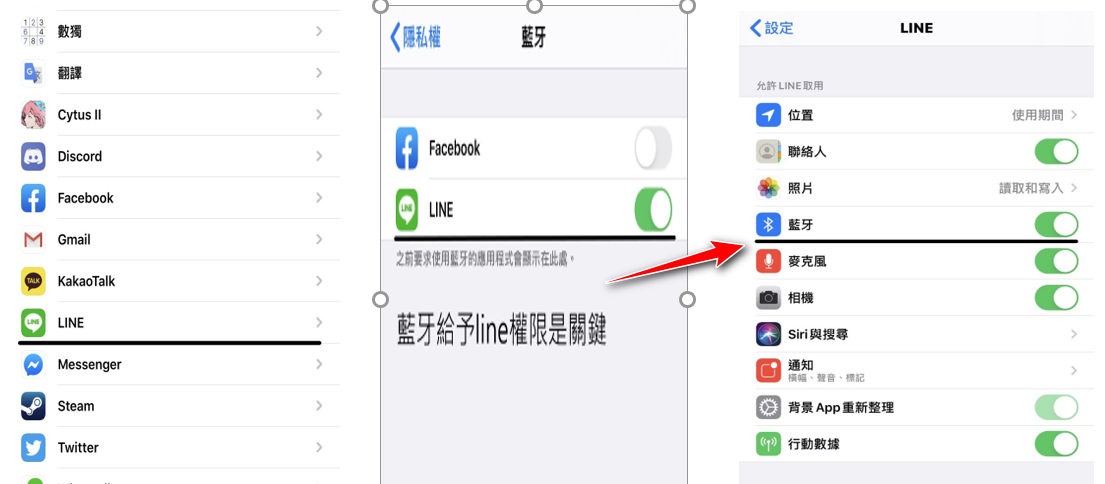 數獨
翻譯
Cytus II
Discord
Facebook
Gmail
KakaoTalk
LINE
Messenger
Steam
Twitter
隱私權
藍牙
Facebook
LINE
之前要求使用藍牙的應用程式會顯示在此處。
藍牙給予line權限是關鍵
設定
LINE
允許 LINE 取用
位置
使用期間
聯絡人
照片
讀取和寫入
藍牙
麥克風
相機
Siri 與搜尋
通知
橫幅、聲音、標記
背景 App 重新整理
行動數據